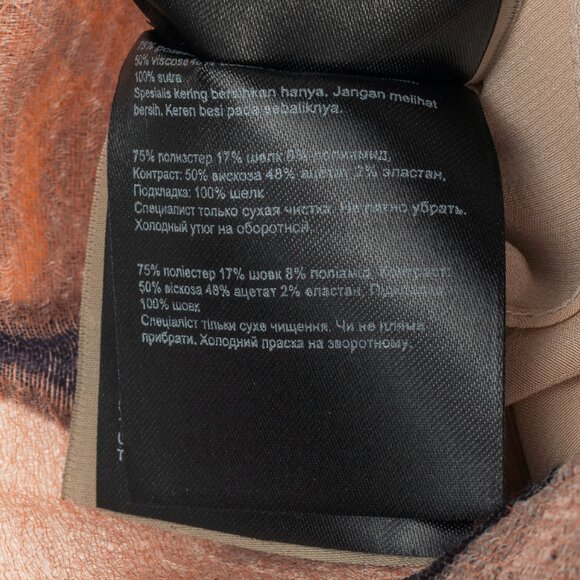 50% viscose 48%
100% sutra
Spesialis kering bersihkan hanya. Jangan melihat
bersih. Keren besi pada sebaliknya.
75% полиэстер 17% шелк 8% полиамид,
Контраст: 50% вискоза 48% ацетат 2% эластан,
Подкладка: 100% шелк
Специалист только сухая чистка. Не пятно убрать.
Холодный утюг на оборотной.
75% поліестер 17% шовк 8% поліамід, Контраст:
50% віскоза 48% ацетат 2% эластан, Підкладка
100% шовк
Спеціаліст тільки сухе чищення. Чи не пляма
прибрати. Холодний праска на зворотному.